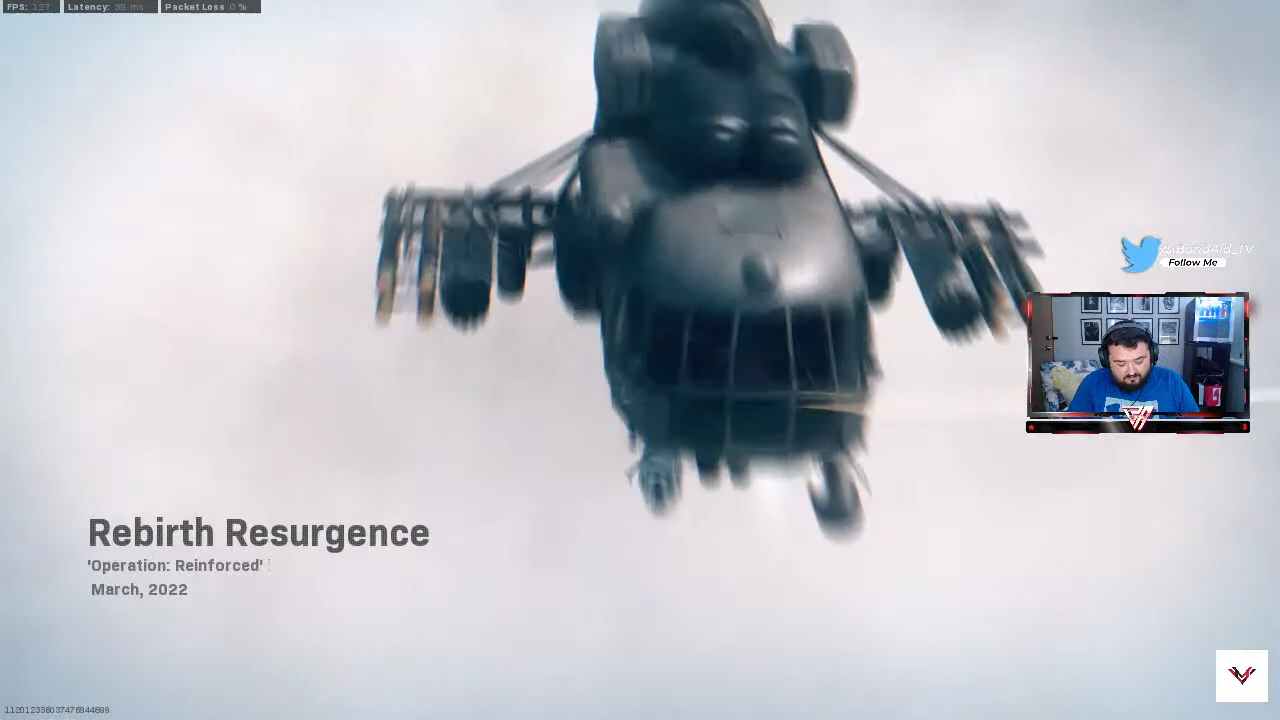 FPS: 127 Latency: 35 ms Packet Loss 0 %
Follow Me
Rebirth Resurgence
'Operation: Reinforced'
March, 2022